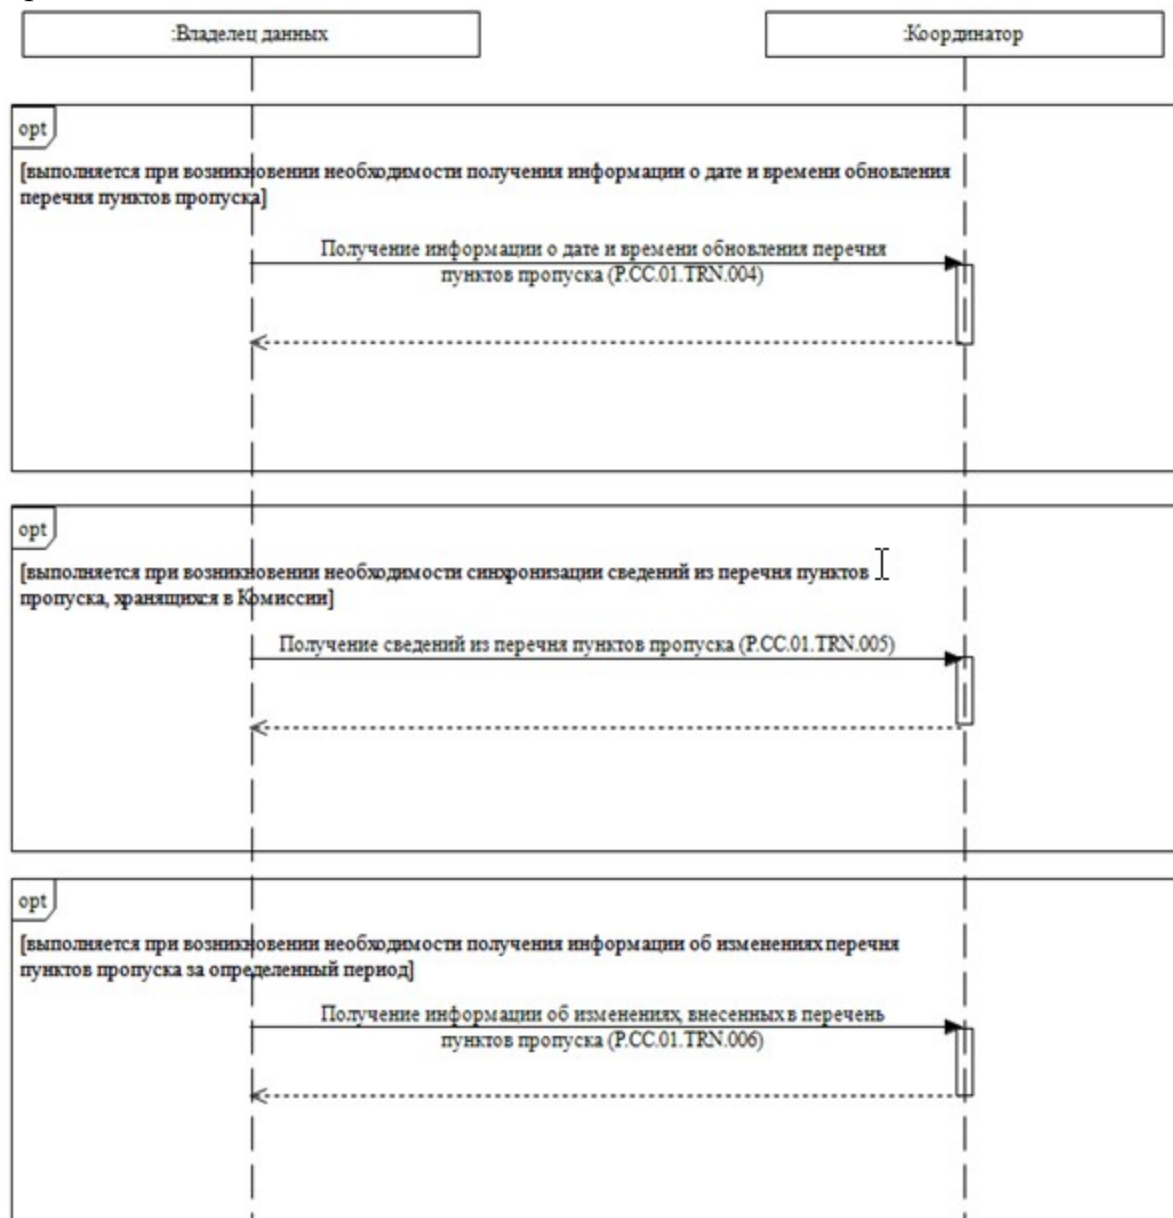 :Владелец данных
:Координатор
opt
[выполняется при возникновении необходимости получения информации о дате и времени обновления
перечня пунктов пропуска]
Получение информации о дате и времени обновления перечня
пунктов пропуска (P.CC.01.TRN.004)
opt
[выполняется при возникновении необходимости синхронизации сведений из перечня пунктов
пропуска, хранящихся в Комиссии]
Получение сведений из перечня пунктов пропуска (P.CC.01.TRN.005)
opt
[выполняется при возникновении необходимости получения информации об изменениях перечня
пунктов пропуска за определенный период]
Получение информации об изменениях, внесенных в перечень
пунктов пропуска (P.CC.01.TRN.006)